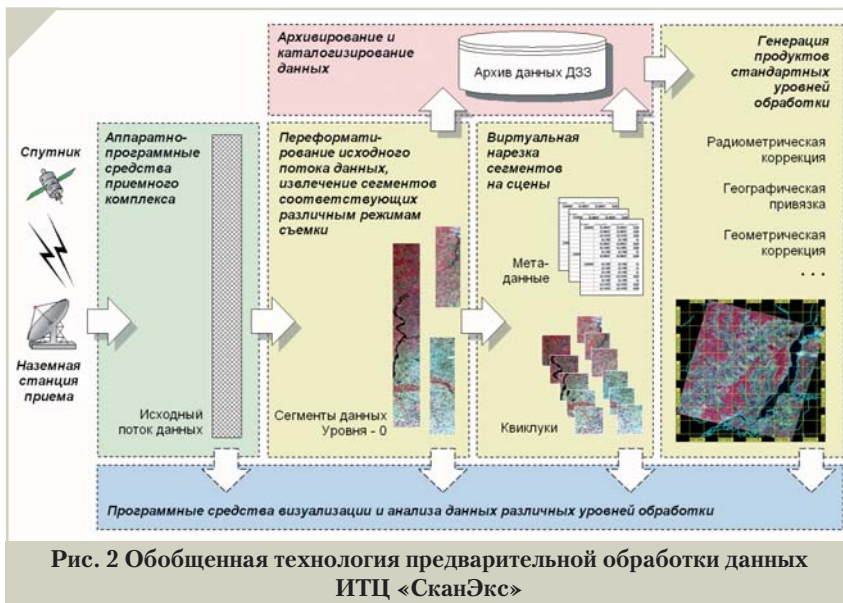 Архивирование и
каталогизирование
данных
Архив данных ДЗЗ
Генерация
продуктов
стандартных
уровней
обработки
Радиометрическая
коррекция
Географическая
привязка
Геометрическая
коррекция
. . .
Спутник
Наземная
станция
приема
Аппаратно-
программные
средства
приемного
комплекса
Исходный
поток данных
Переформати-
рование исходного
потока данных,
извлечение сегментов
соответствующих
различным режимам
съемки
Сегменты данных
Уровня - 0
Виртуальная
нарезка
сегментов
на сцены
Мета-
данные
Квиклуки
Программные средства визуализации и анализа данных различных уровней обработки
Рис. 2 Обобщенная технология предварительной обработки данных
ИТЦ «СканЭкс»